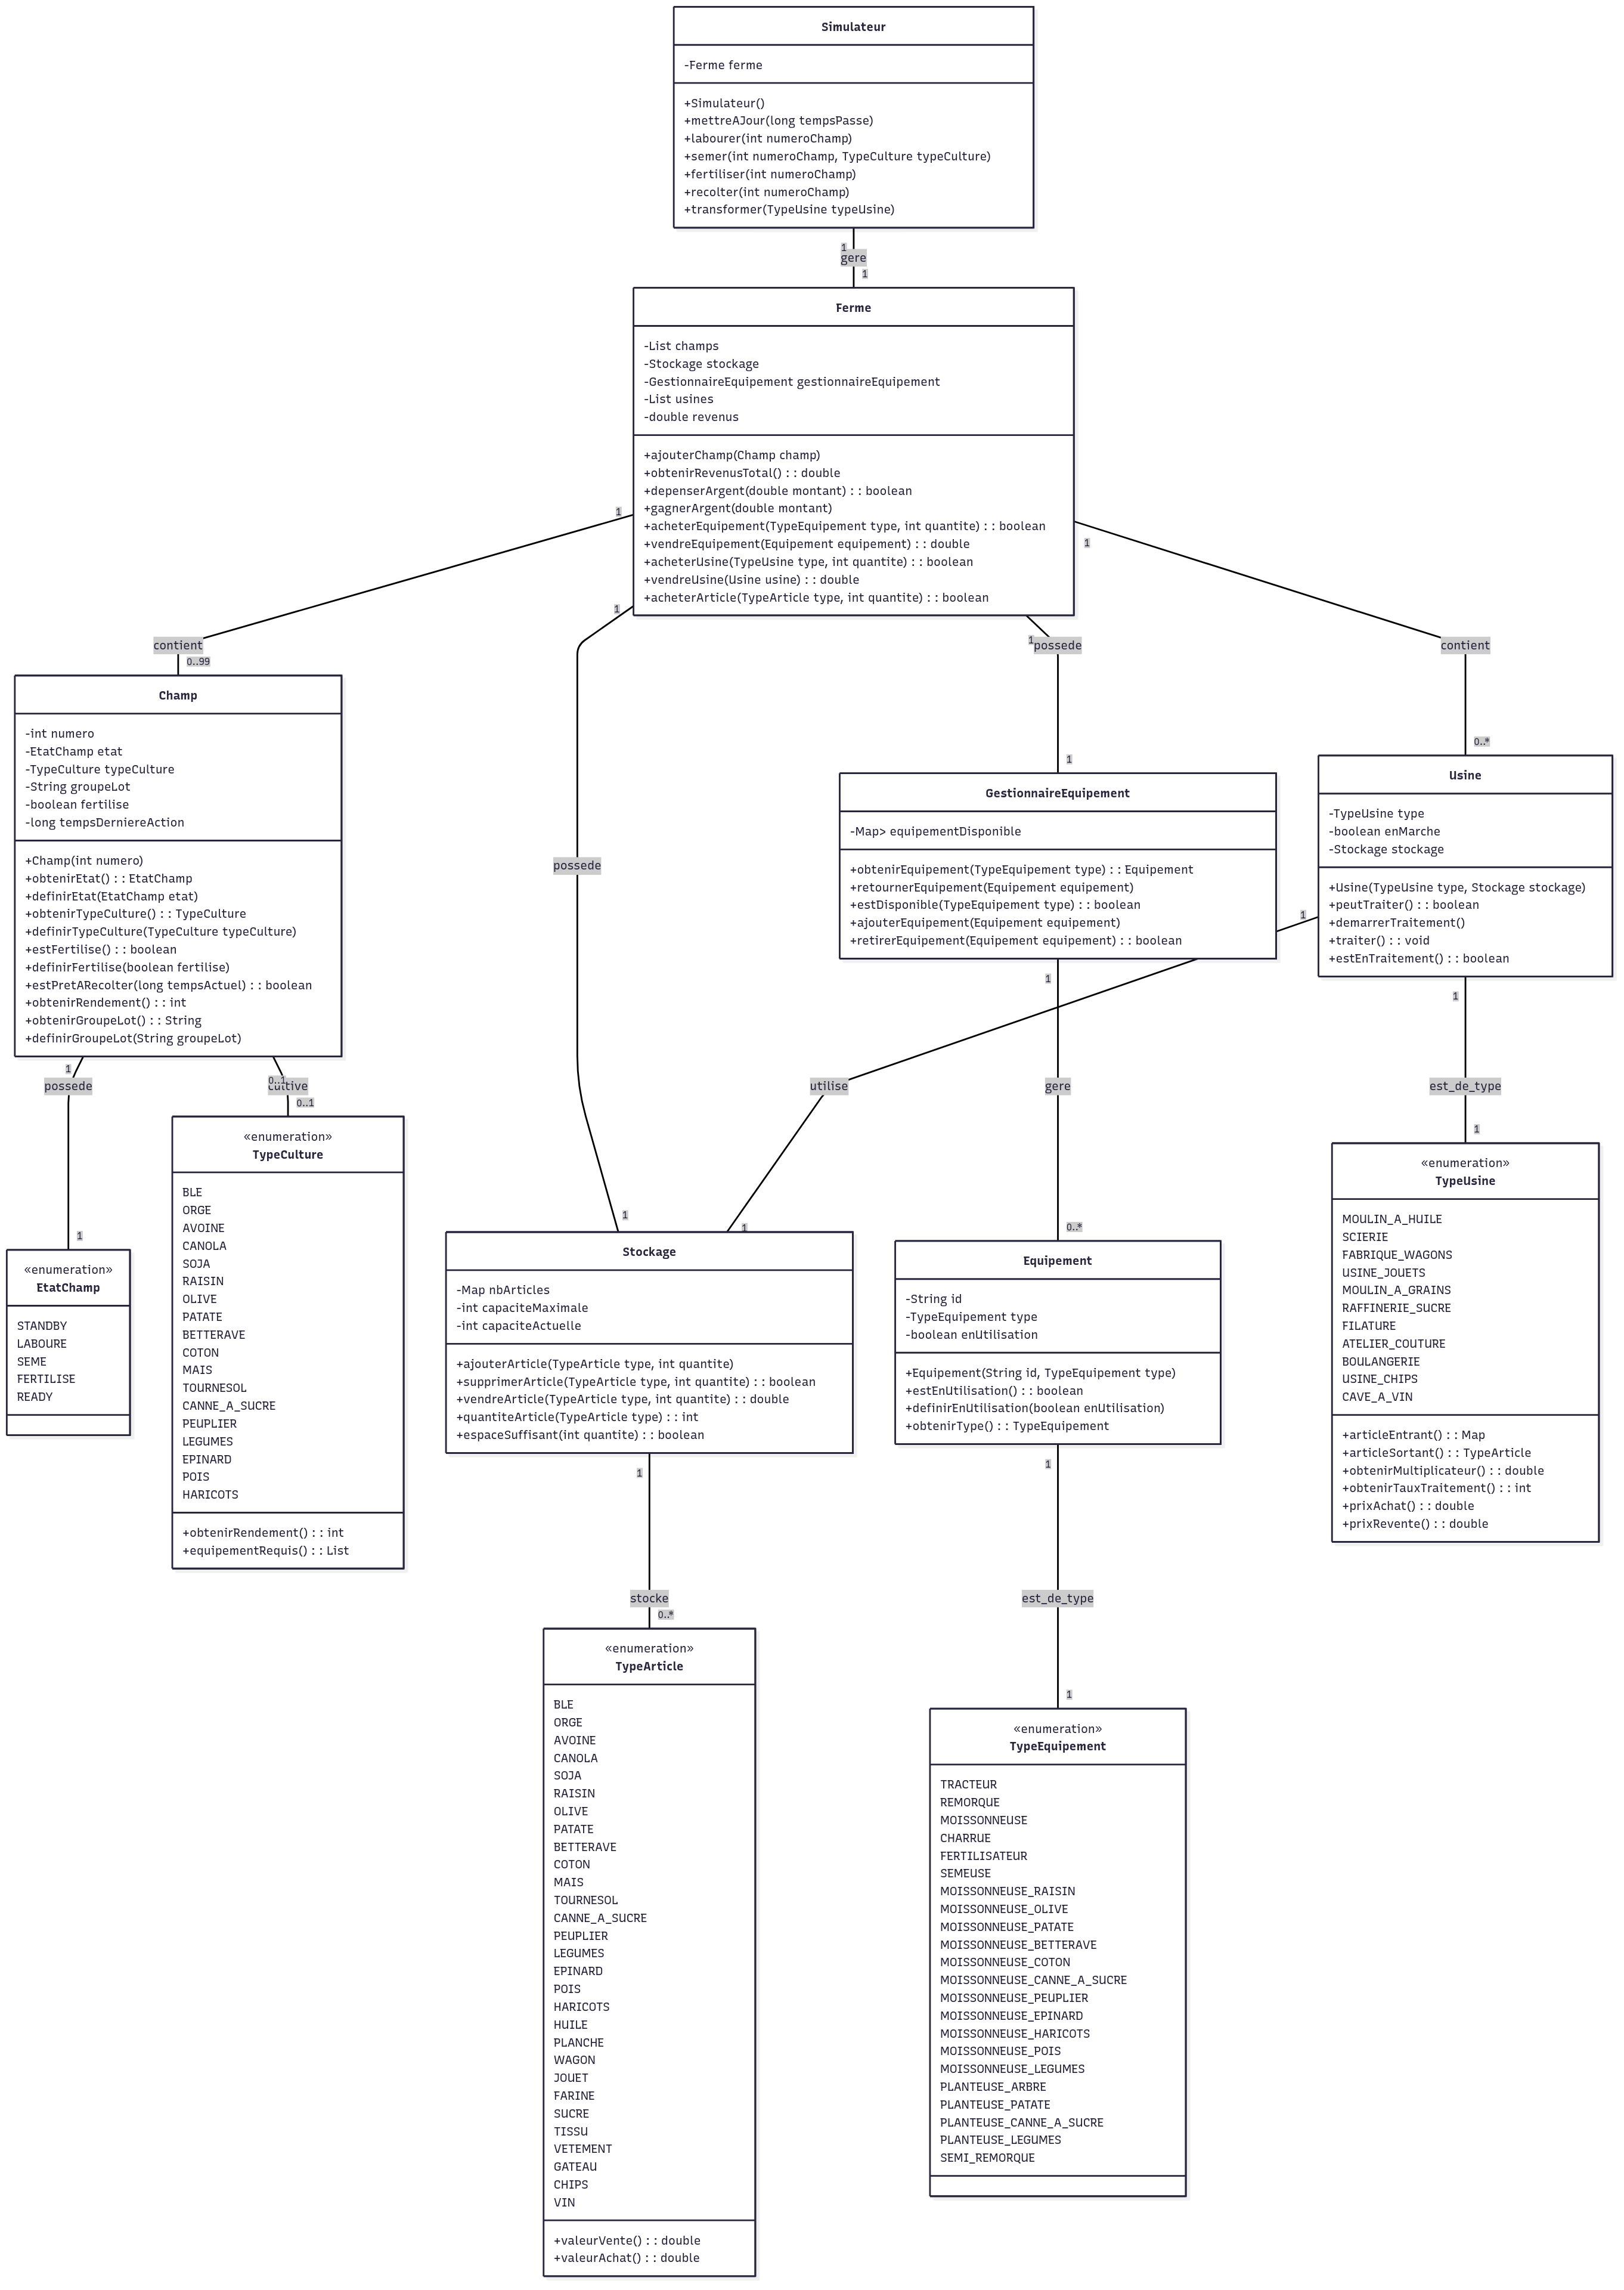 Simulateur
-Ferme ferme
+Simulateur()
+mettreAJour(long tempsPasse)
+labourer(int numeroChamp)
+semer(int numeroChamp, TypeCulture typeCulture)
+fertiliser(int numeroChamp)
+recolter(int numeroChamp)
+transformer(TypeUsine typeUsine)
1
gere
1
Ferme
-List champs
-Stockage stockage
-GestionnaireEquipement gestionnaireEquipement
-List usines
-double revenus
+ajouterChamp(Champ champ)
+obtenirRevenusTotal() : : double
+depenserArgent(double montant) : : boolean
+gagnerArgent(double montant)
+acheterEquipement(TypeEquipement type, int quantite) : : boolean
+vendreEquipement(Equipement equipement) : : double
+acheterUsine(TypeUsine type, int quantite) : : boolean
+vendreUsine(Usine usine) : : double
+acheterArticle(TypeArticle type, int quantite) : : boolean
1
1
1
1
contient
possede
contient
0..99
0..*
1
possede
Champ
-int numero
-EtatChamp etat
-TypeCulture typeCulture
-String groupeLot
-boolean fertilise
-long tempsDerniereAction
+Champ(int numero)
+obtenirEtat() : : EtatChamp
+definirEtat(EtatChamp etat)
+obtenirTypeCulture() : : TypeCulture
+definirTypeCulture(TypeCulture typeCulture)
+estFertilise() : : boolean
+definirFertilise(boolean fertilise)
+estPretARecolter(long tempsActuel) : : boolean
+obtenirRendement() : : int
+obtenirGroupeLot() : : String
+definirGroupeLot(String groupeLot)
GestionnaireEquipement
-Map> equipementDisponible
+obtenirEquipement(TypeEquipement type) : : Equipement
+retournerEquipement(Equipement equipement)
+estDisponible(TypeEquipement type) : : boolean
+ajouterEquipement(Equipement equipement)
+retirerEquipement(Equipement equipement) : : boolean
Usine
-TypeUsine type
-boolean enMarche
-Stockage stockage
+Usine(TypeUsine type, Stockage stockage)
+peutTraiter() : : boolean
+demarrerTraitement()
+traiter() : : void
+estEnTraitement() : : boolean
1
1
1
1
0..1
possede
cultive
utilise
gere
est_de_type
0..1
1
1
1
0..*
1
1
«enumeration»
EtatChamp
STANDBY
LABOURE
SEME
FERTILISE
READY
«enumeration»
TypeCulture
BLE
ORGE
AVOINE
CANOLA
SOJA
RAISIN
OLIVE
PATATE
BETTERAVE
COTON
MAIS
TOURNESOL
CANNE_A_SUCRE
PEUPLIER
LEGUMES
EPINARD
POIS
HARICOTS
+obtenirRendement() : : int
+equipementRequis() : : List
Stockage
-Map nbArticles
-int capaciteMaximale
-int capaciteActuelle
+ajouterArticle(TypeArticle type, int quantite)
+supprimerArticle(TypeArticle type, int quantite) : : boolean
+vendreArticle(TypeArticle type, int quantite) : : double
+quantiteArticle(TypeArticle type) : : int
+espaceSuffisant(int quantite) : : boolean
Equipement
-String id
-TypeEquipement type
-boolean enUtilisation
+Equipement(String id, TypeEquipement type)
+estEnUtilisation() : : boolean
+definirEnUtilisation(boolean enUtilisation)
+obtenirType() : : TypeEquipement
«enumeration»
TypeUsine
MOULIN_A_HUILE
SCIERIE
FABRIQUE_WAGONS
USINE_JOUETS
MOULIN_A_GRAINS
RAFFINERIE_SUCRE
FILATURE
ATELIER_COUTURE
BOULANGERIE
USINE_CHIPS
CAVE_A_VIN
+articleEntrant() : : Map
+articleSortant() : : TypeArticle
+obtenirMultiplicateur() : : double
+obtenirTauxTraitement() : : int
+prixAchat() : : double
+prixRevente() : : double
1
1
stocke
est_de_type
0..*
1
«enumeration»
TypeArticle
BLE
ORGE
AVOINE
CANOLA
SOJA
RAISIN
OLIVE
PATATE
BETTERAVE
COTON
MAIS
TOURNESOL
CANNE_A_SUCRE
PEUPLIER
LEGUMES
EPINARD
POIS
HARICOTS
HUILE
PLANCHE
WAGON
JOUET
FARINE
SUCRE
TISSU
VETEMENT
GATEAU
CHIPS
VIN
+valeurVente() : : double
+valeurAchat() : : double
«enumeration»
TypeEquipement
TRACTEUR
REMORQUE
MOISSONNEUSE
CHARRUE
FERTILISATEUR
SEMEUSE
MOISSONNEUSE_RAISIN
MOISSONNEUSE_OLIVE
MOISSONNEUSE_PATATE
MOISSONNEUSE_BETTERAVE
MOISSONNEUSE_COTON
MOISSONNEUSE_CANNE_A_SUCRE
MOISSONNEUSE_PEUPLIER
MOISSONNEUSE_EPINARD
MOISSONNEUSE_HARICOTS
MOISSONNEUSE_POIS
MOISSONNEUSE_LEGUMES
PLANTEUSE_ARBRE
PLANTEUSE_PATATE
PLANTEUSE_CANNE_A_SUCRE
PLANTEUSE_LEGUMES
SEMI_REMORQUE